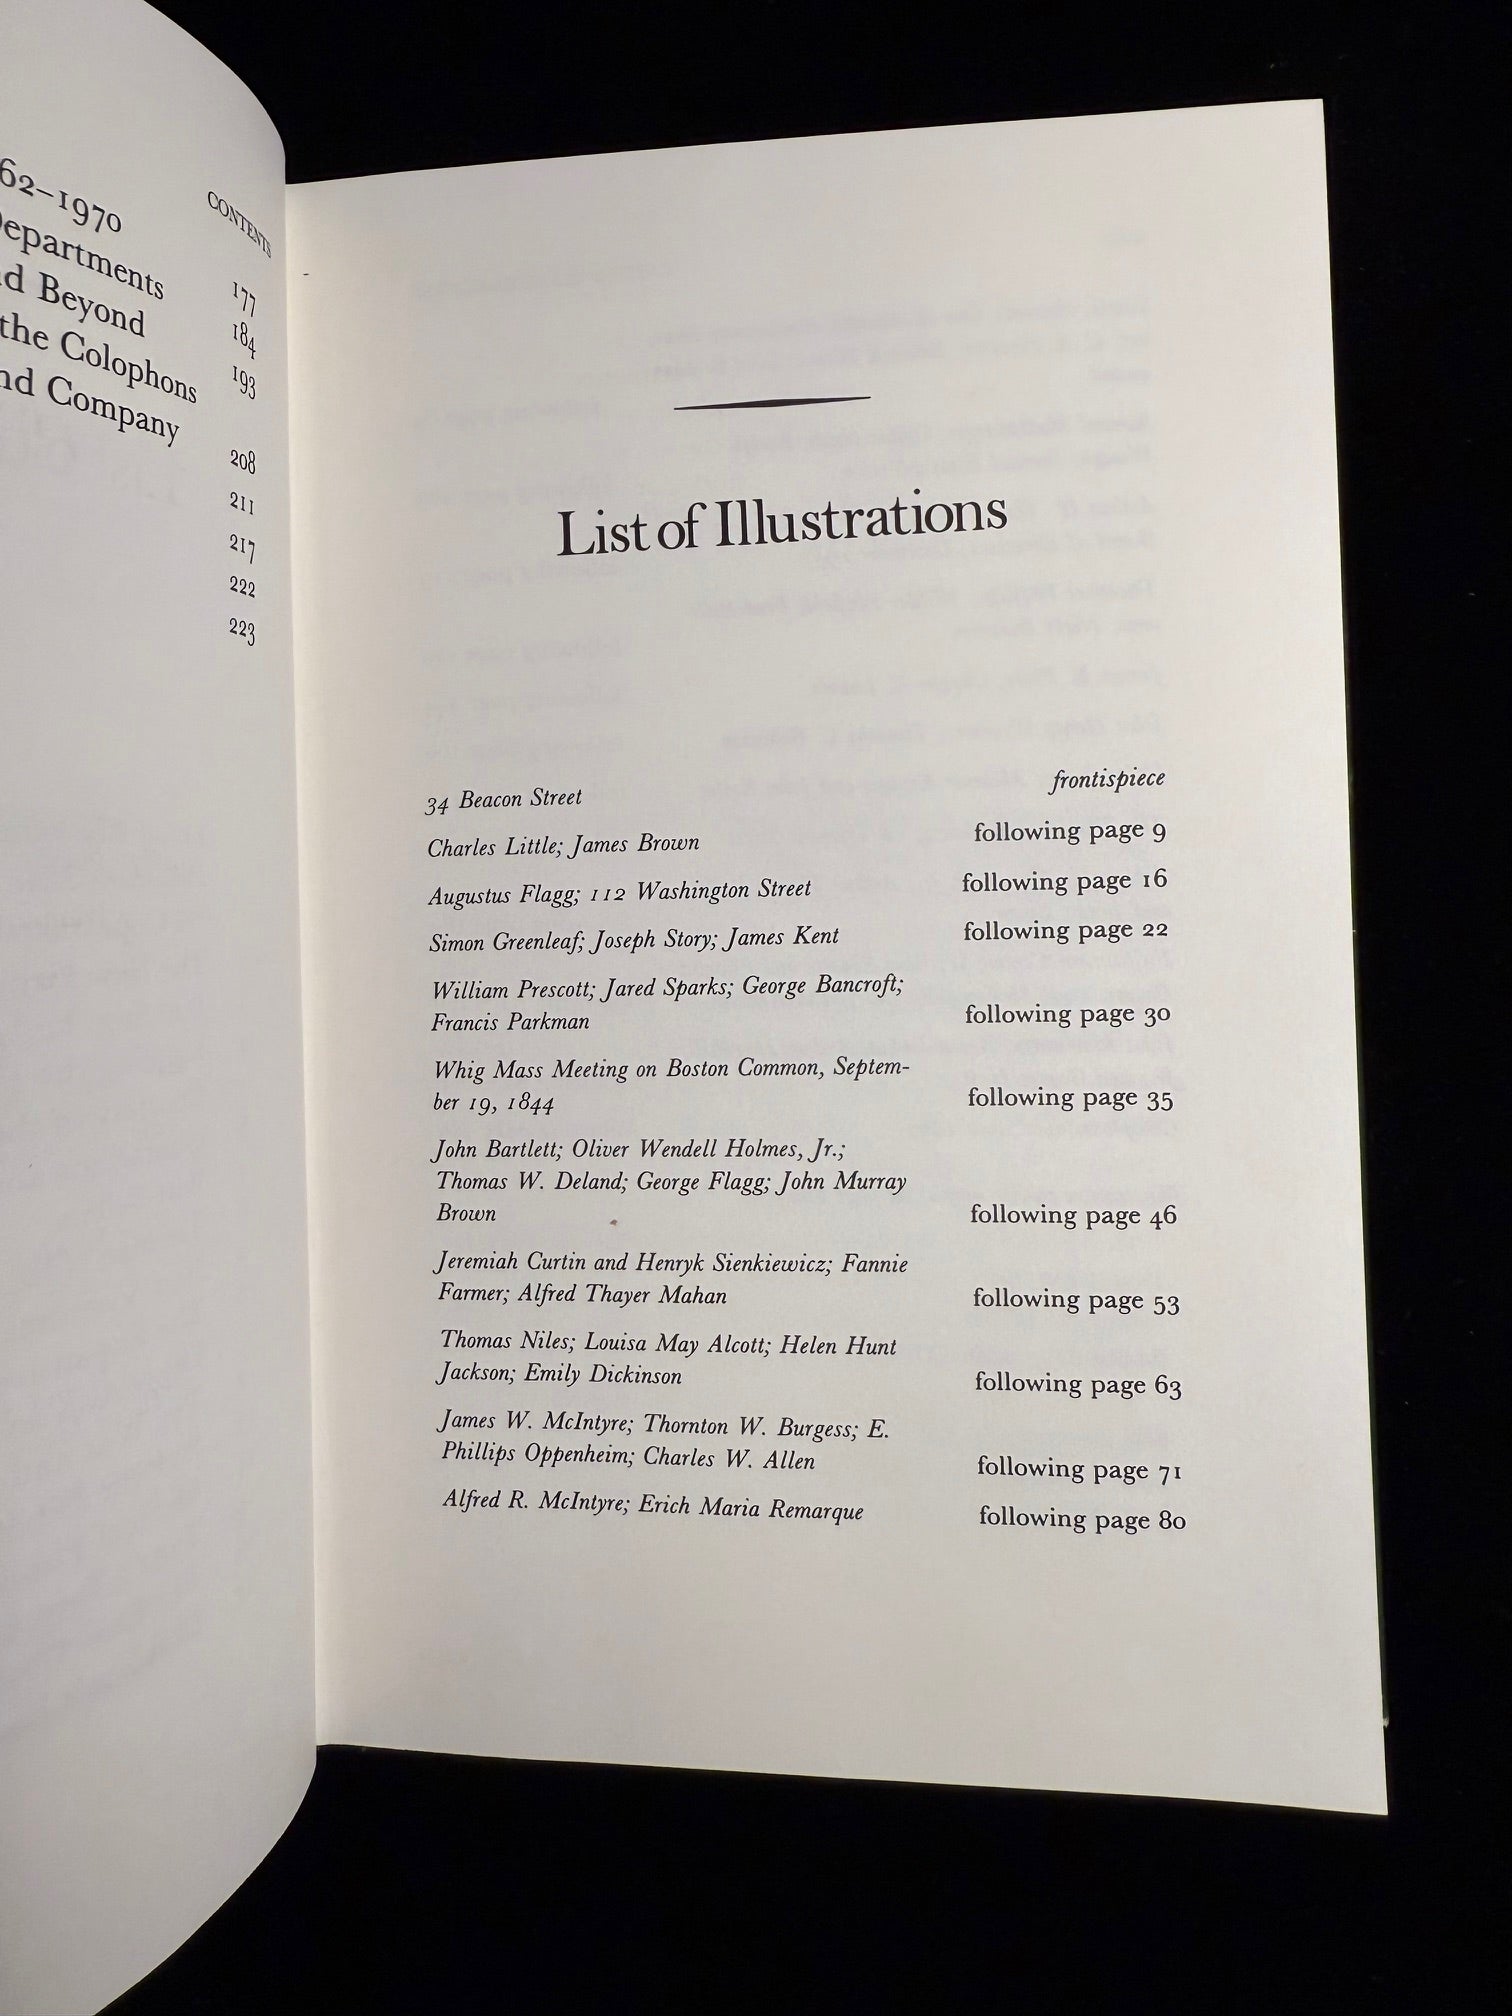 CONTENTS
62–1970
epartments
177
d Beyond
184
the Colophons
193
nd Company
208
211
217
222
223
List of Illustrations
34 Beacon Street frontispiece
Charles Little; James Brown following page 9
Augustus Flagg; 112 Washington Street following page 16
Simon Greenleaf; Joseph Story; James Kent following page 22
William Prescott; Jared Sparks; George Bancroft;
Francis Parkman following page 30
Whig Mass Meeting on Boston Common, Septem-
ber 19, 1844 following page 35
John Bartlett; Oliver Wendell Holmes, Jr.;
Thomas W. Deland; George Flagg; John Murray
Brown following page 46
Jeremiah Curtin and Henryk Sienkiewicz; Fannie
Farmer; Alfred Thayer Mahan following page 53
Thomas Niles; Louisa May Alcott; Helen Hunt
Jackson; Emily Dickinson following page 63
James W. McIntyre; Thornton W. Burgess; E.
Phillips Oppenheim; Charles W. Allen following page 71
Alfred R. McIntyre; Erich Maria Remarque following page 80